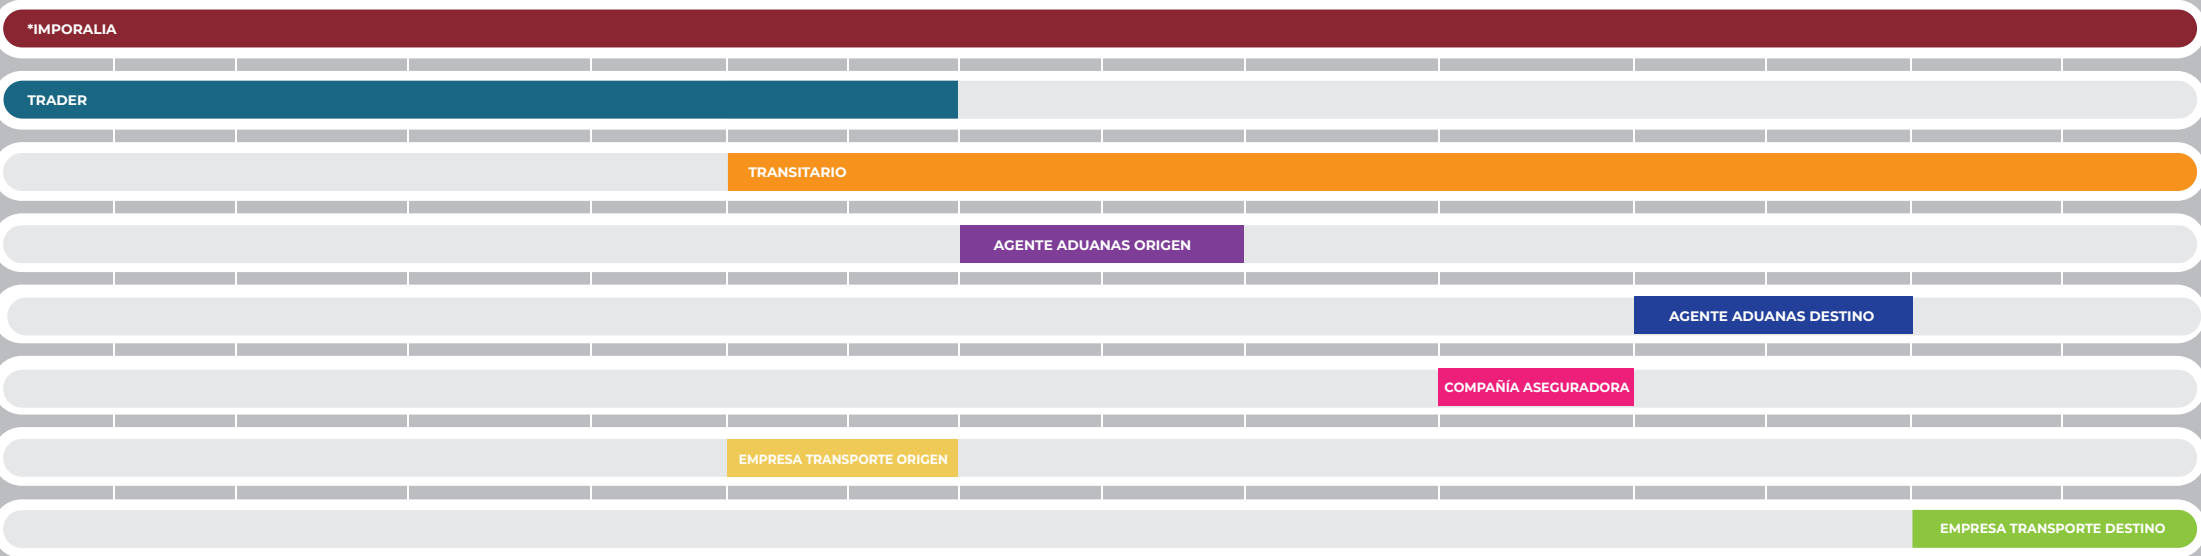 *IMPORALIA
TRADER
TRANSITARIO
AGENTE ADUANAS ORIGEN
AGENTE ADUANAS DESTINO
COMPAÑÍA ASEGURADORA
EMPRESA TRANSPORTE ORIGEN
EMPRESA TRANSPORTE DESTINO